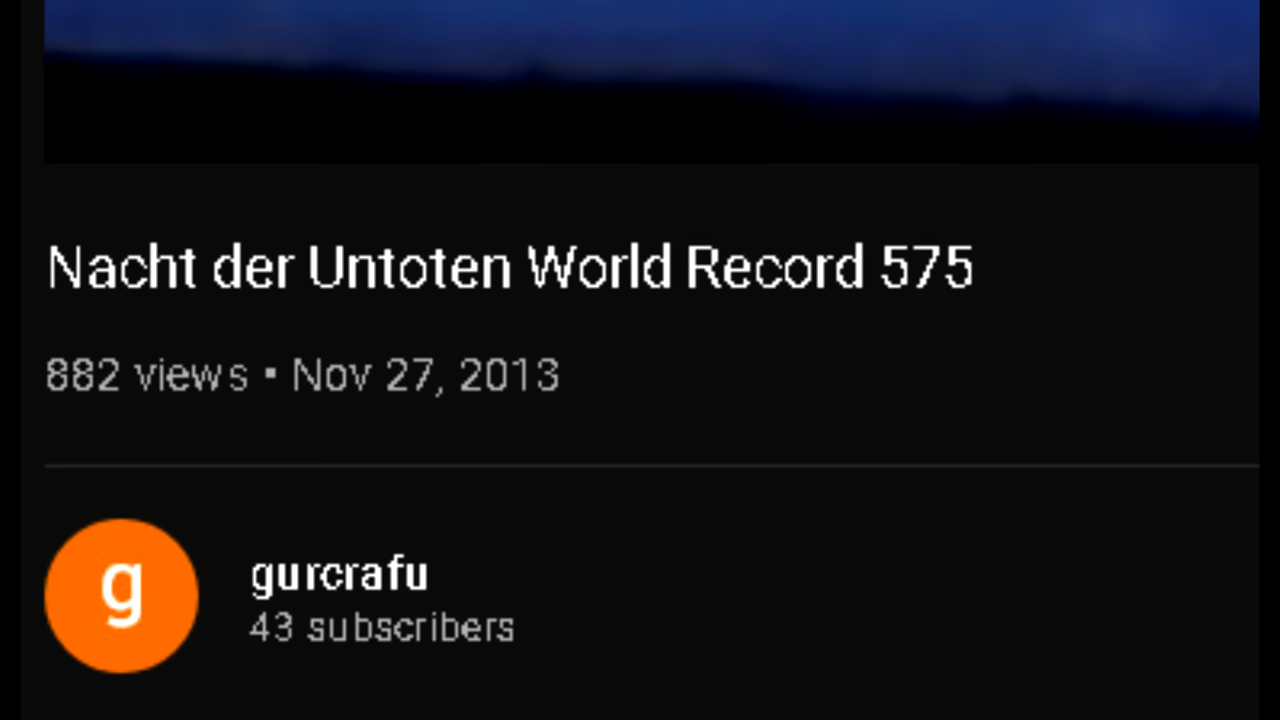 Nacht der Untoten World Record 575
882 views • Nov 27, 2013
g
gurcrafu
43 subscribers